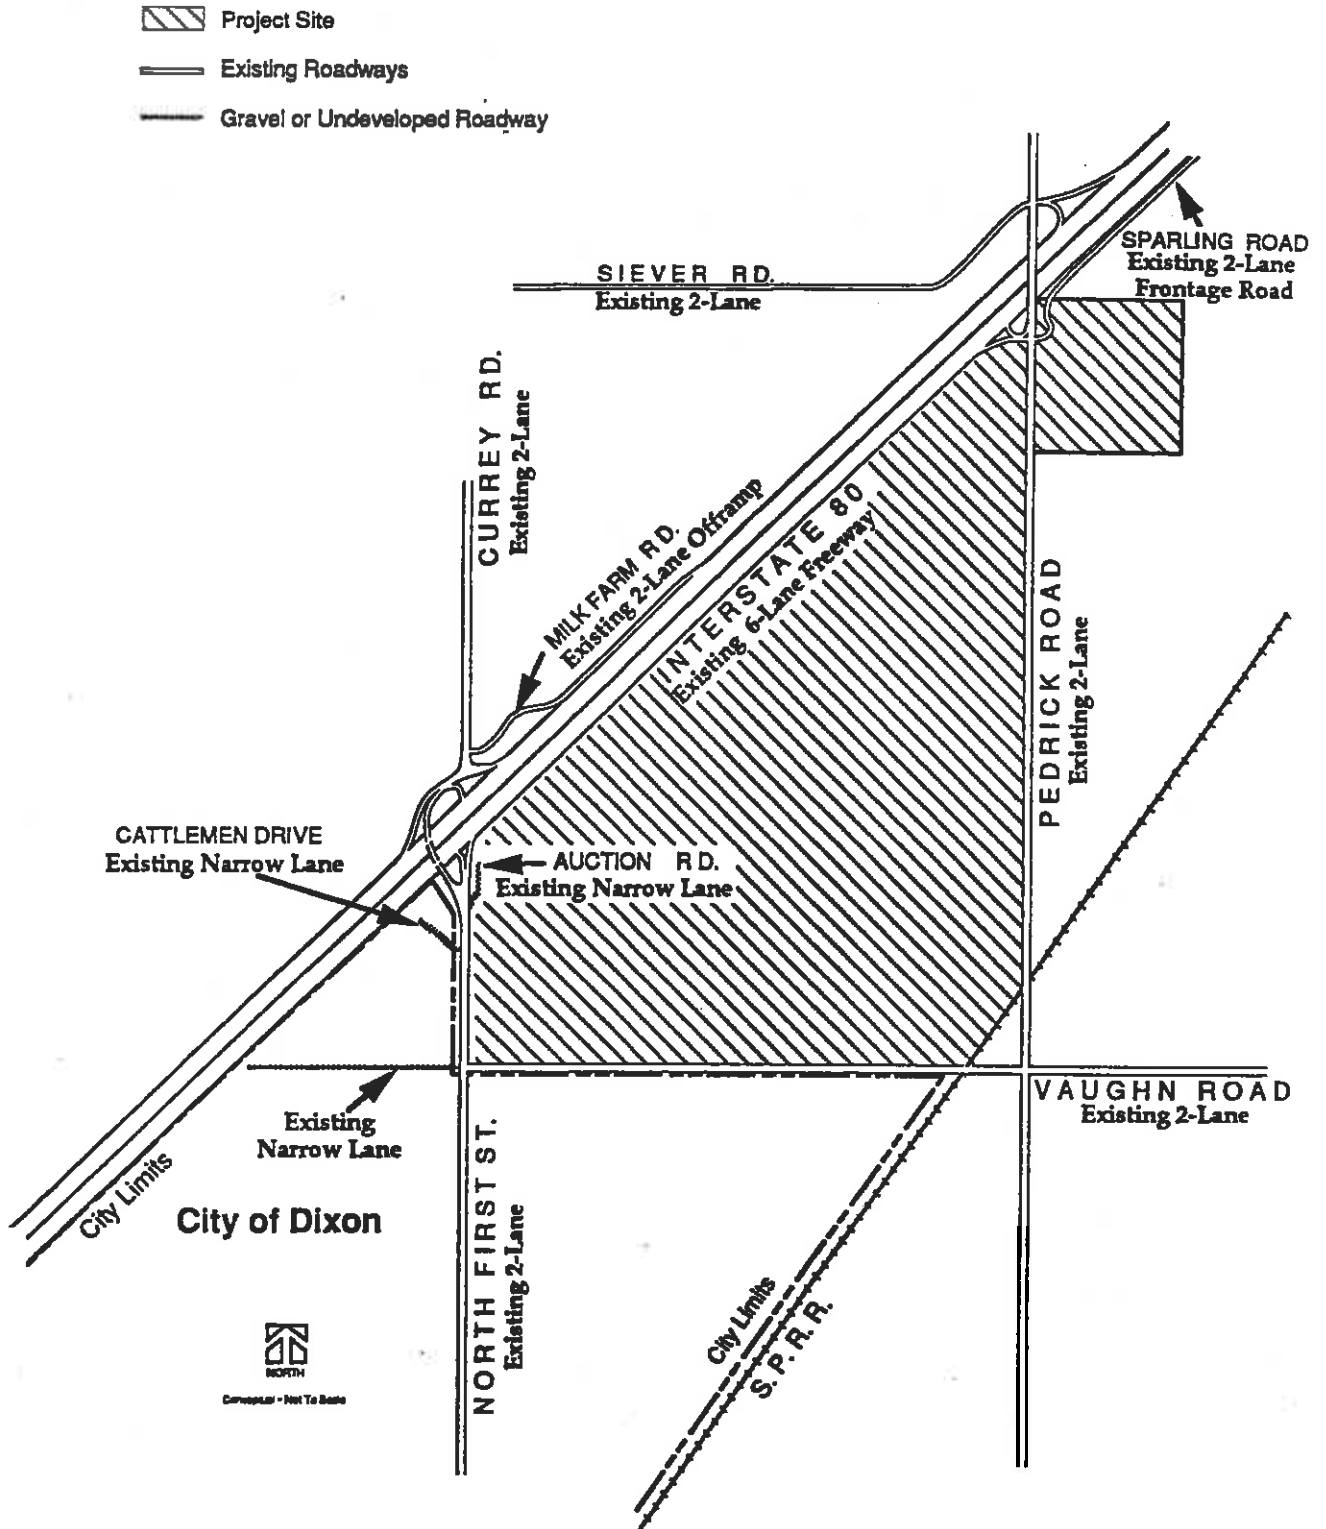 Project Site
Existing Roadways
Gravel or Undeveloped Roadway
SPARLING ROAD
Existing 2-Lane
Frontage Road
SIEVER RD.
Existing 2-Lane
CURREY RD.
Existing 2-Lane
MILK FARM RD.
Existing 2-Lane Offramp
INTERSTATE 80
Existing 6-Lane Freeway
PEDRICK ROAD
Existing 2-Lane
CATTLEMEN DRIVE
Existing Narrow Lane
AUCTION RD.
Existing Narrow Lane
VAUGHN ROAD
Existing 2-Lane
Existing
Narrow Lane
City Limits
City of Dixon
NORTH FIRST ST.
Existing 2-Lane
City Limits
S. P. R. R.
NORTH
Not To Scale